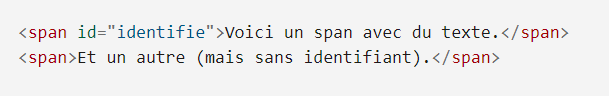 <span id="identifie">Voici un span avec du texte.</span>
<span>Et un autre (mais sans identifiant).</span>